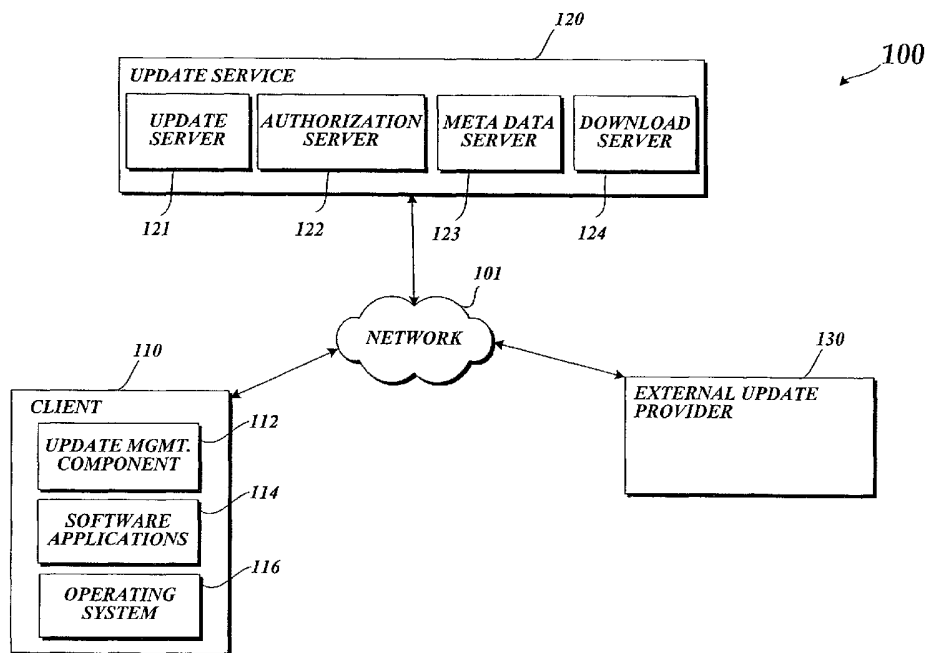 120
100
UPDATE SERVICE
UPDATE
SERVER
AUTHORIZATION
SERVER
META DATA
SERVER
DOWNLOAD
SERVER
121
122
123
124
101
NETWORK
110
130
CLIENT
EXTERNAL UPDATE
PROVIDER
112
UPDATE MGMT.
COMPONENT
114
SOFTWARE
APPLICATIONS
116
OPERATING
SYSTEM